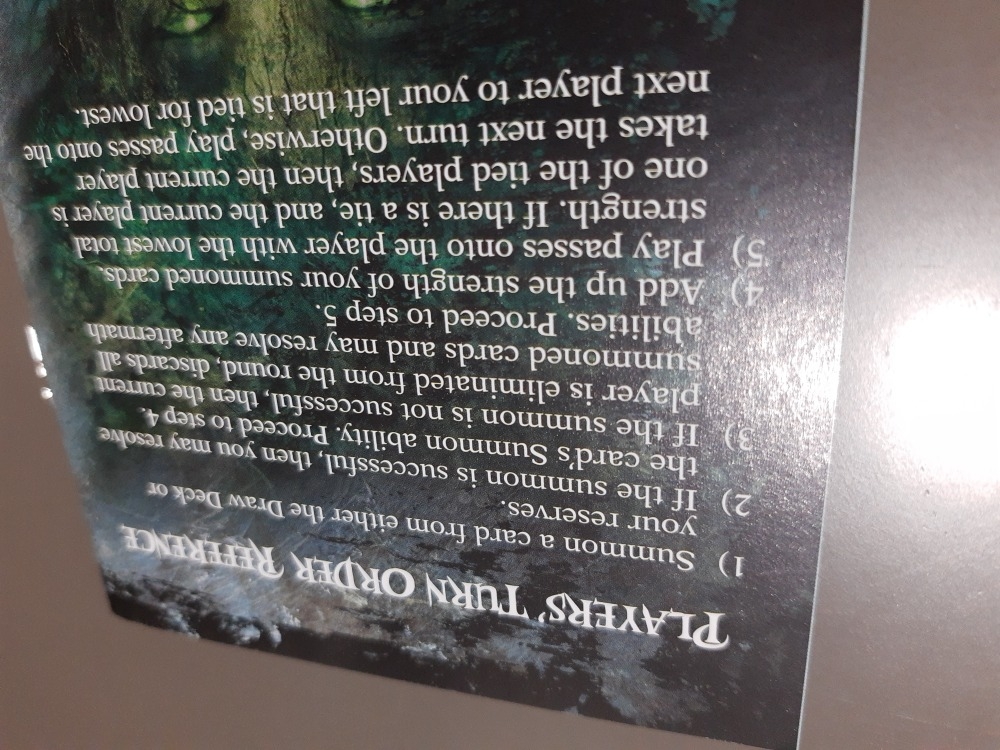 PLAYERS' TURN ORDER REFERENCE
1) Summon a card from either the Draw Deck or
your reserves.
2) If the summon is successful, then you may resolve
the card's Summon ability. Proceed to step 4.
3) If the summon is not successful, then the current
player is eliminated from the round, discards all
summoned cards and may resolve any aftermath
abilities. Proceed to step 5.
4) Add up the strength of your summoned cards.
5) Play passes onto the player with the lowest total
strength. If there is a tie, and the current player is
one of the tied players, then the current player
takes the next turn. Otherwise, play passes onto the
next player to your left that is tied for lowest.